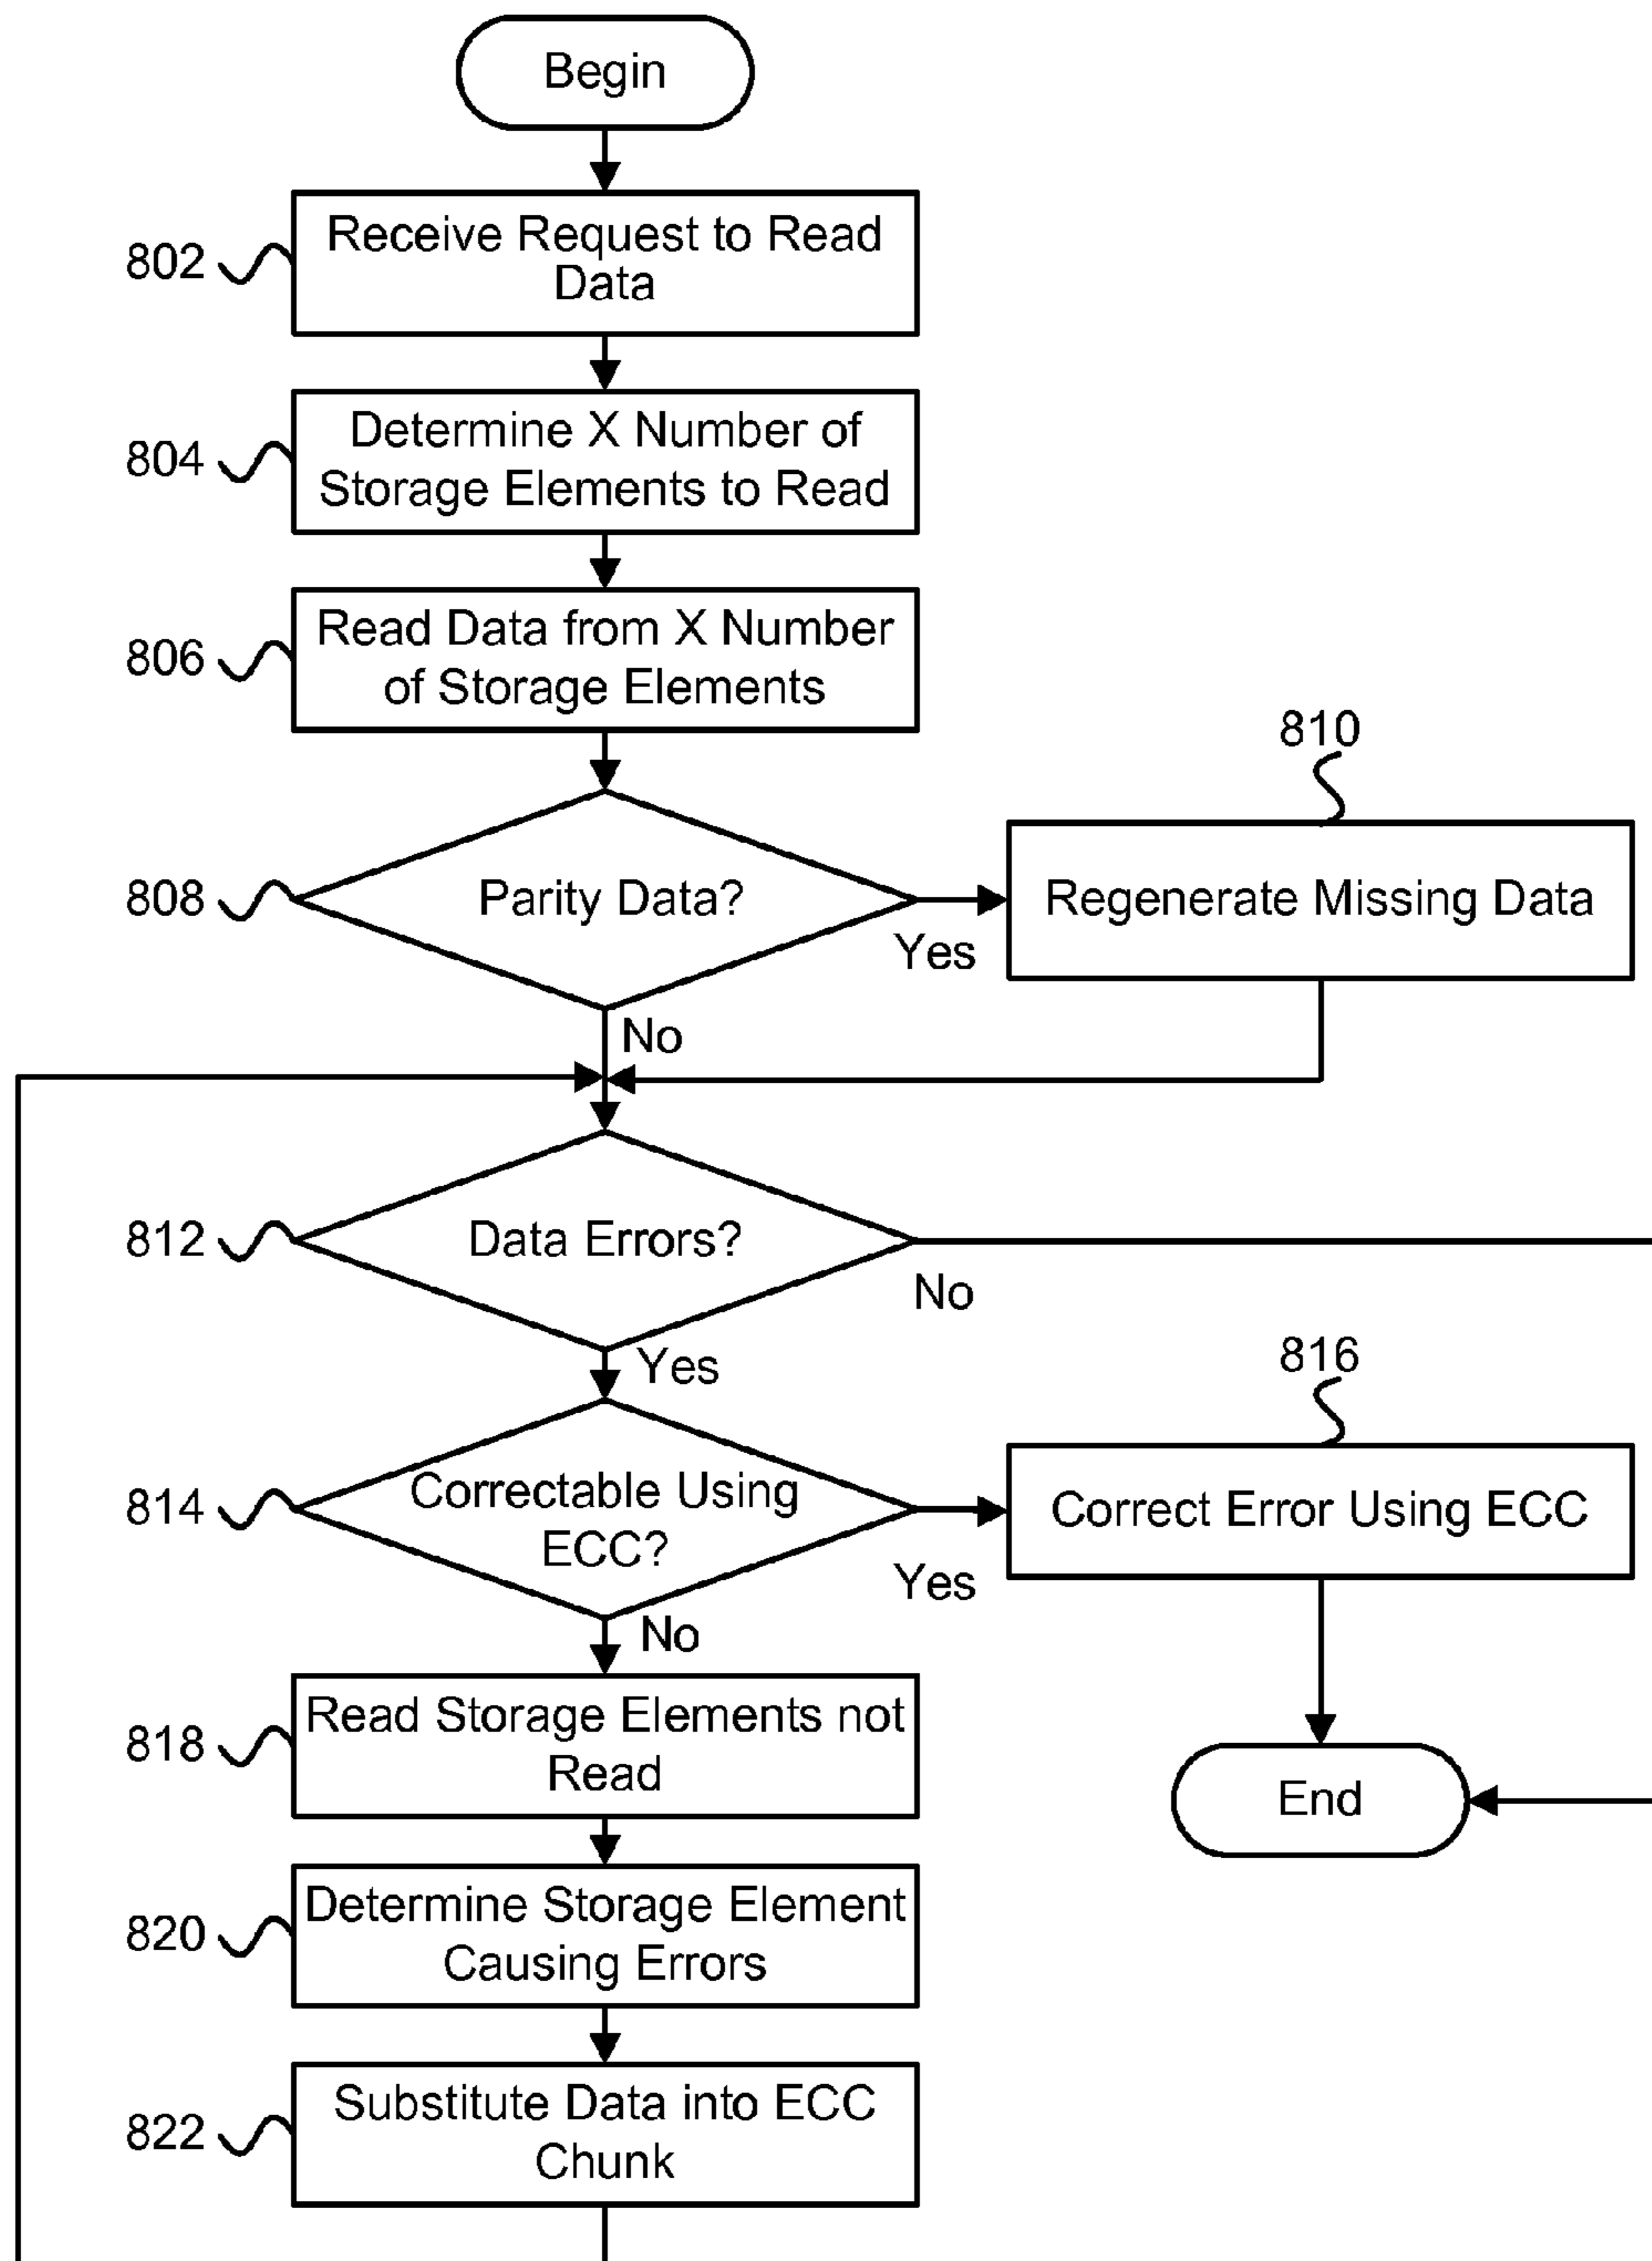 Begin
802
Receive Request to Read
Data
804
Determine X Number of
Storage Elements to Read
806
Read Data from X Number
of Storage Elements
810
808
Parity Data?
Yes
Regenerate Missing Data
No
812
Data Errors?
No
Yes
816
814
Correctable Using
ECC?
Yes
Correct Error Using ECC
No
818
Read Storage Elements not
Read
End
820
Determine Storage Element
Causing Errors
822
Substitute Data into ECC
Chunk